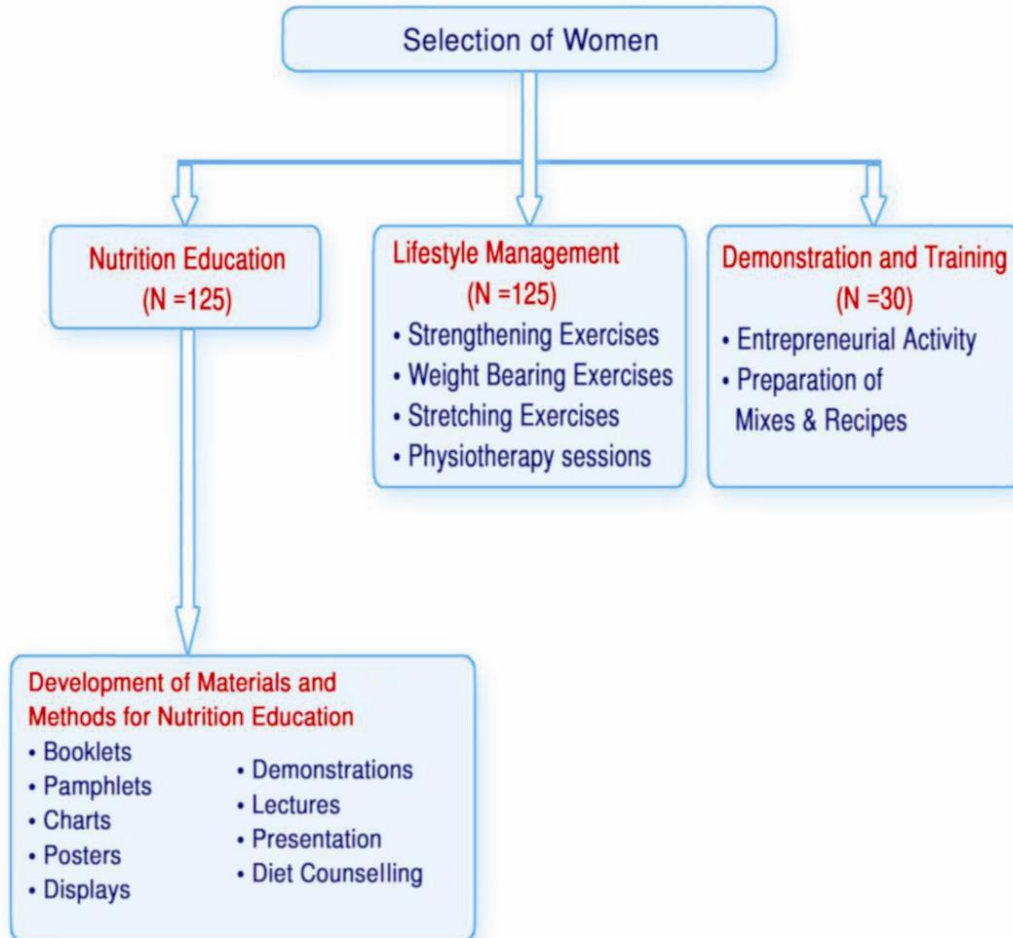 Selection of Women
Nutrition Education
(N =125)
Lifestyle Management
(N =125)
• Strengthening Exercises
• Weight Bearing Exercises
• Stretching Exercises
• Physiotherapy sessions
Demonstration and Training
(N =30)
• Entrepreneurial Activity
• Preparation of
Mixes & Recipes
Development of Materials and
Methods for Nutrition Education
• Booklets
• Pamphlets
• Charts
• Posters
• Displays
• Demonstrations
• Lectures
• Presentation
• Diet Counselling